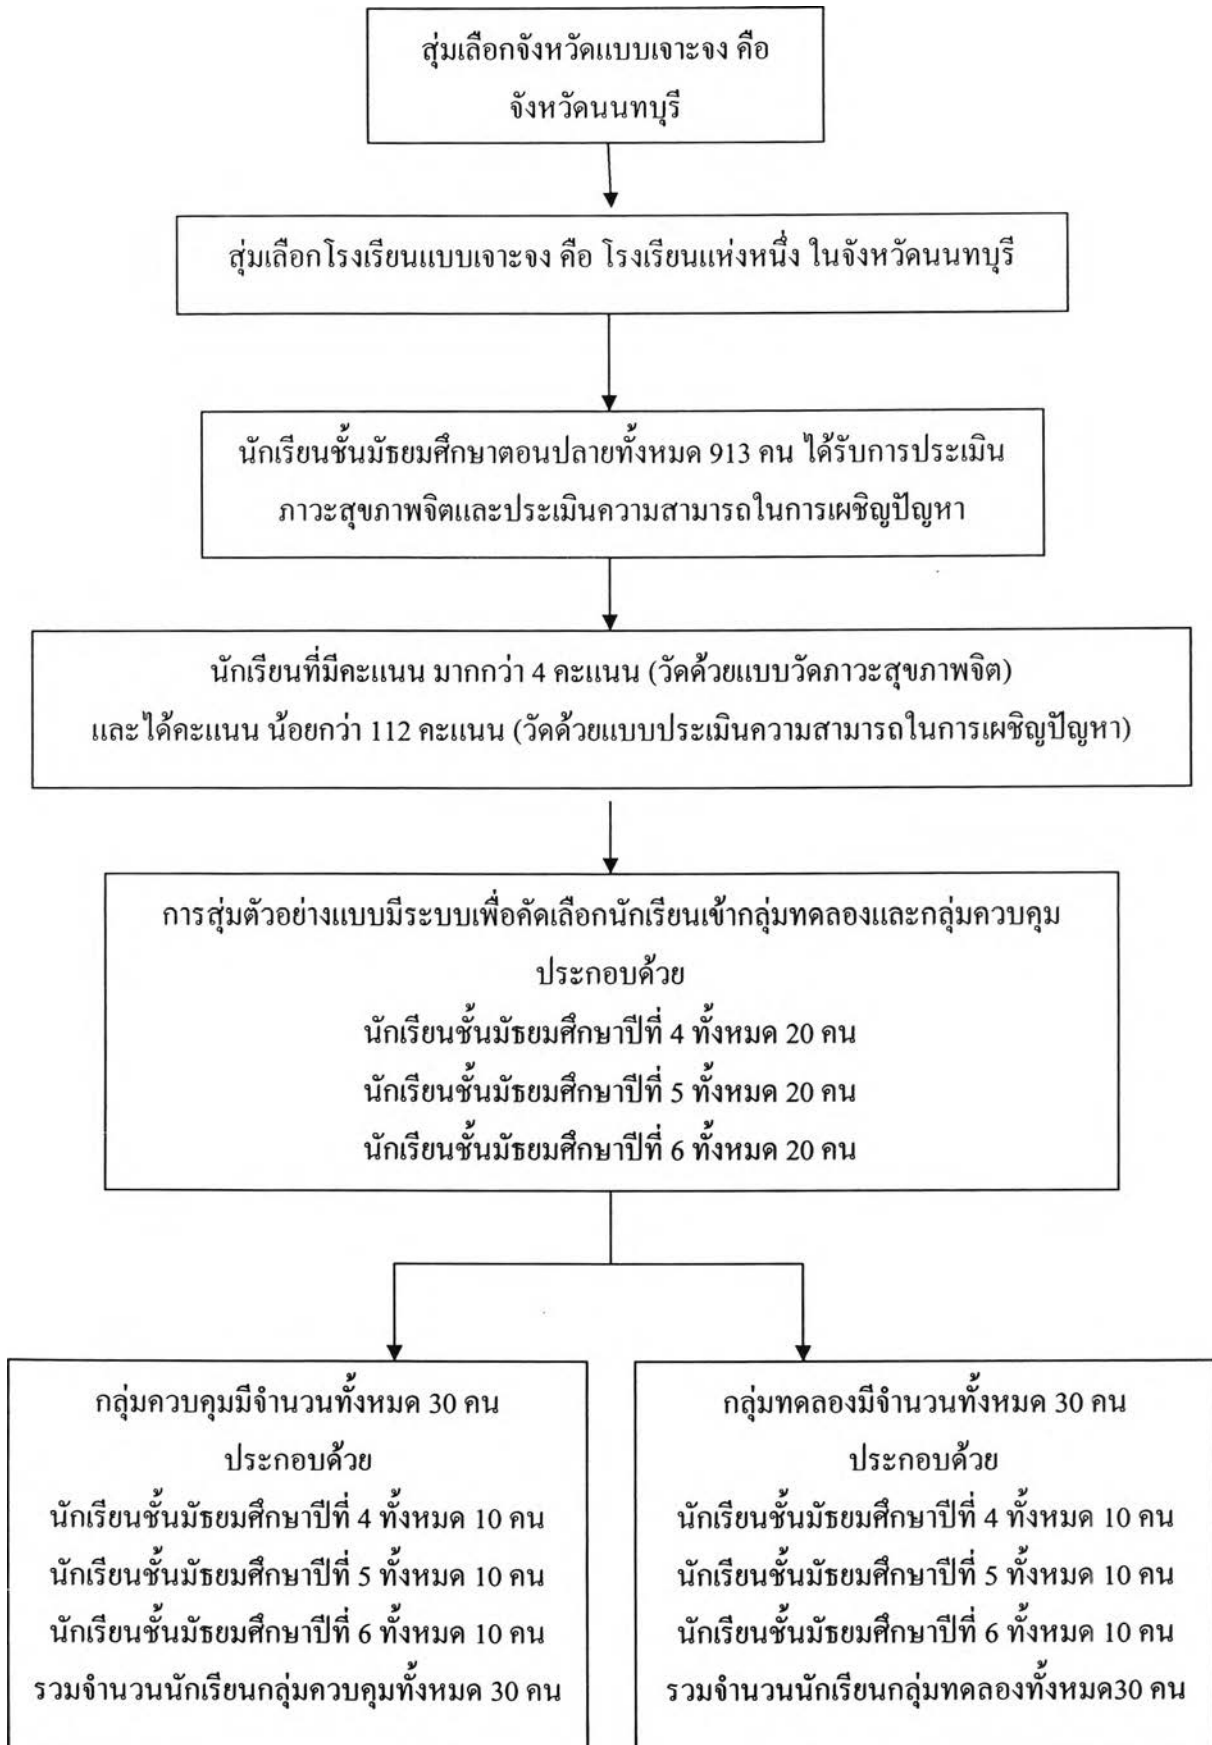 สุ่มเลือกจังหวัดแบบเจาะจง คือ
จังหวัดนนทบุรี
สุ่มเลือกโรงเรียนแบบเจาะจง คือ โรงเรียนแห่งหนึ่ง ในจังหวัดนนทบุรี
นักเรียนชั้นมัธยมศึกษาตอนปลายทั้งหมด 913 คน ได้รับการประเมิน
ภาวะสุขภาพจิตและประเมินความสามารถในการเผชิญปัญหา
นักเรียนที่มีคะแนน มากกว่า 4 คะแนน (วัดด้วยแบบวัดภาวะสุขภาพจิต)
และได้คะแนน น้อยกว่า 112 คะแนน (วัดด้วยแบบประเมินความสามารถในการเผชิญปัญหา)
การสุ่มตัวอย่างแบบมีระบบเพื่อคัดเลือกนักเรียนเข้ากลุ่มทดลองและกลุ่มควบคุม
ประกอบด้วย
นักเรียนชั้นมัธยมศึกษาปีที่ 4 ทั้งหมด 20 คน
นักเรียนชั้นมัธยมศึกษาปีที่ 5 ทั้งหมด 20 คน
นักเรียนชั้นมัธยมศึกษาปีที่ 6 ทั้งหมด 20 คน
กลุ่มควบคุมมีจำนวนทั้งหมด 30 คน
ประกอบด้วย
นักเรียนชั้นมัธยมศึกษาปีที่ 4 ทั้งหมด 10 คน
นักเรียนชั้นมัธยมศึกษาปีที่ 5 ทั้งหมด 10 คน
นักเรียนชั้นมัธยมศึกษาปีที่ 6 ทั้งหมด 10 คน
รวมจำนวนนักเรียนกลุ่มควบคุมทั้งหมด 30 คน
กลุ่มทดลองมีจำนวนทั้งหมด 30 คน
ประกอบด้วย
นักเรียนชั้นมัธยมศึกษาปีที่ 4 ทั้งหมด 10 คน
นักเรียนชั้นมัธยมศึกษาปีที่ 5 ทั้งหมด 10 คน
นักเรียนชั้นมัธยมศึกษาปีที่ 6 ทั้งหมด 10 คน
รวมจำนวนนักเรียนกลุ่มทดลองทั้งหมด30 คน